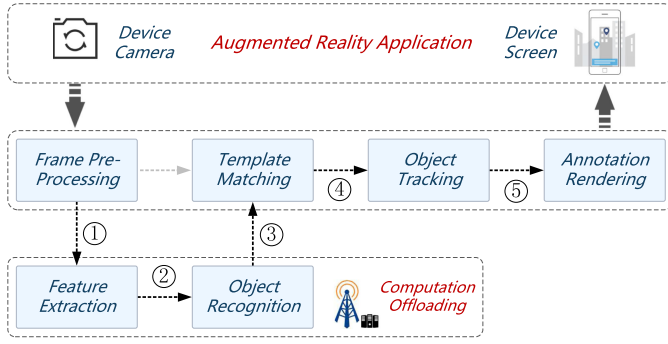 Device
Camera
Augmented Reality Application
Device
Screen
Frame Pre-
Processing
Template
Matching
④
Object
Tracking
⑤
Annotation
Rendering
①
③
Feature
Extraction
②
Object
Recognition
Computation
Offloading